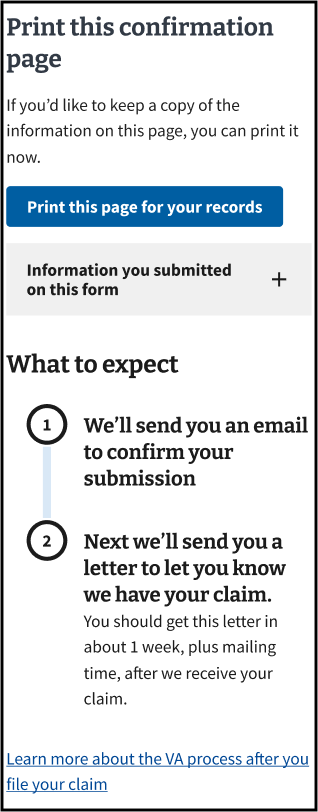 Print this confirmation
page
If you’d like to keep a copy of the
information on this page, you can print it
now.
Print this page for your records
Information you submitted
on this form
What to expect
1
We’ll send you an email
to confirm your
submission
2
Next we’ll send you a
letter to let you know
we have your claim.
You should get this letter in
about 1 week, plus mailing
time, after we receive your
claim.
Learn more about the VA process after you
file your claim